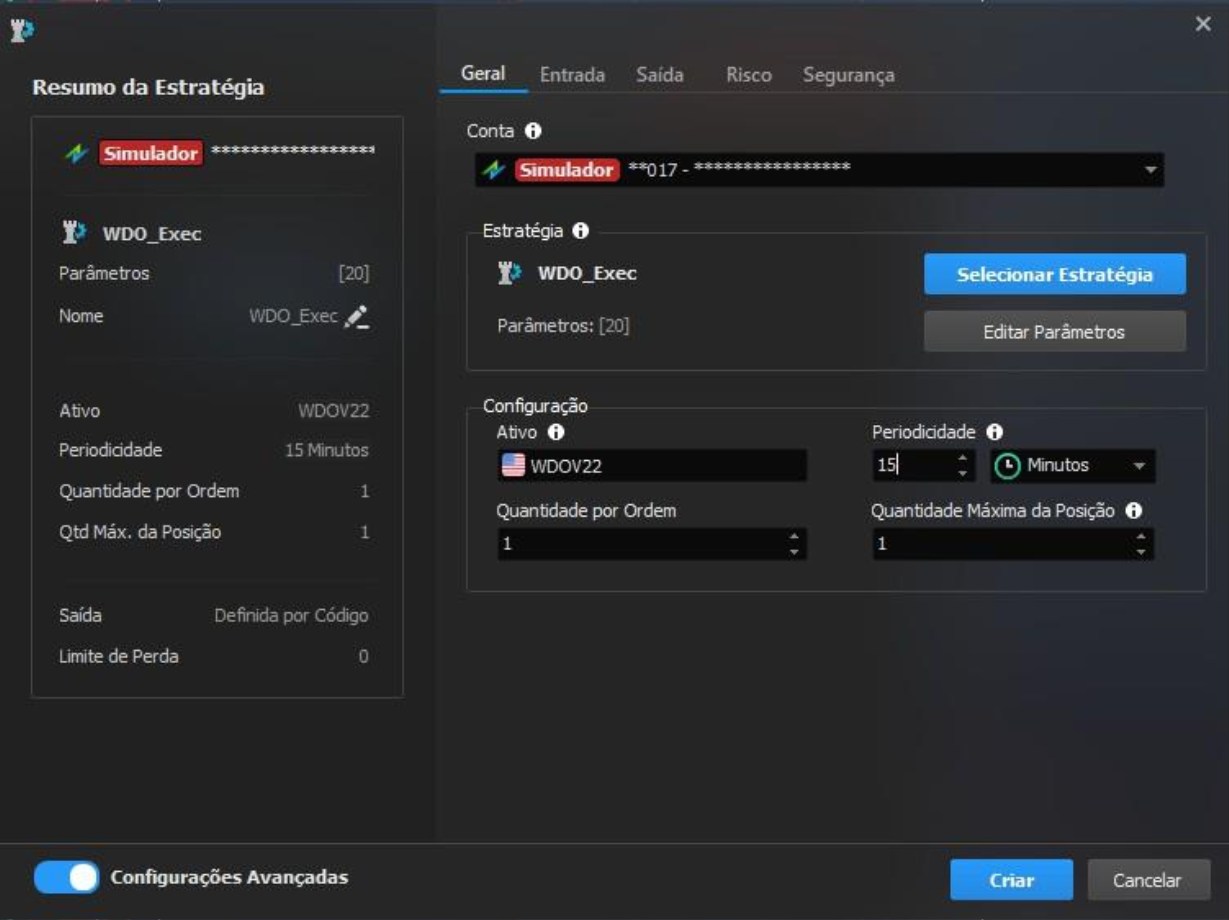 Resumo da Estratégia
Simulador *****************
WDO_Exec
Parâmetros [20]
Nome WDO_Exec
Ativo WDOV22
Periodicidade 15 Minutos
Quantidade por Ordem 1
Qtd Máx. da Posição 1
Saída Definida por Código
Limite de Perda 0
Geral Entrada Saída Risco Segurança
Conta
Simulador **017 - ****************
Estratégia
WDO_Exec
Selecionar Estratégia
Parâmetros: [20]
Editar Parâmetros
Configuração
Ativo Periodicidade
WDOV22 15 Minutos
Quantidade por Ordem Quantidade Máxima da Posição
1 1
Configurações Avançadas
Criar Cancelar